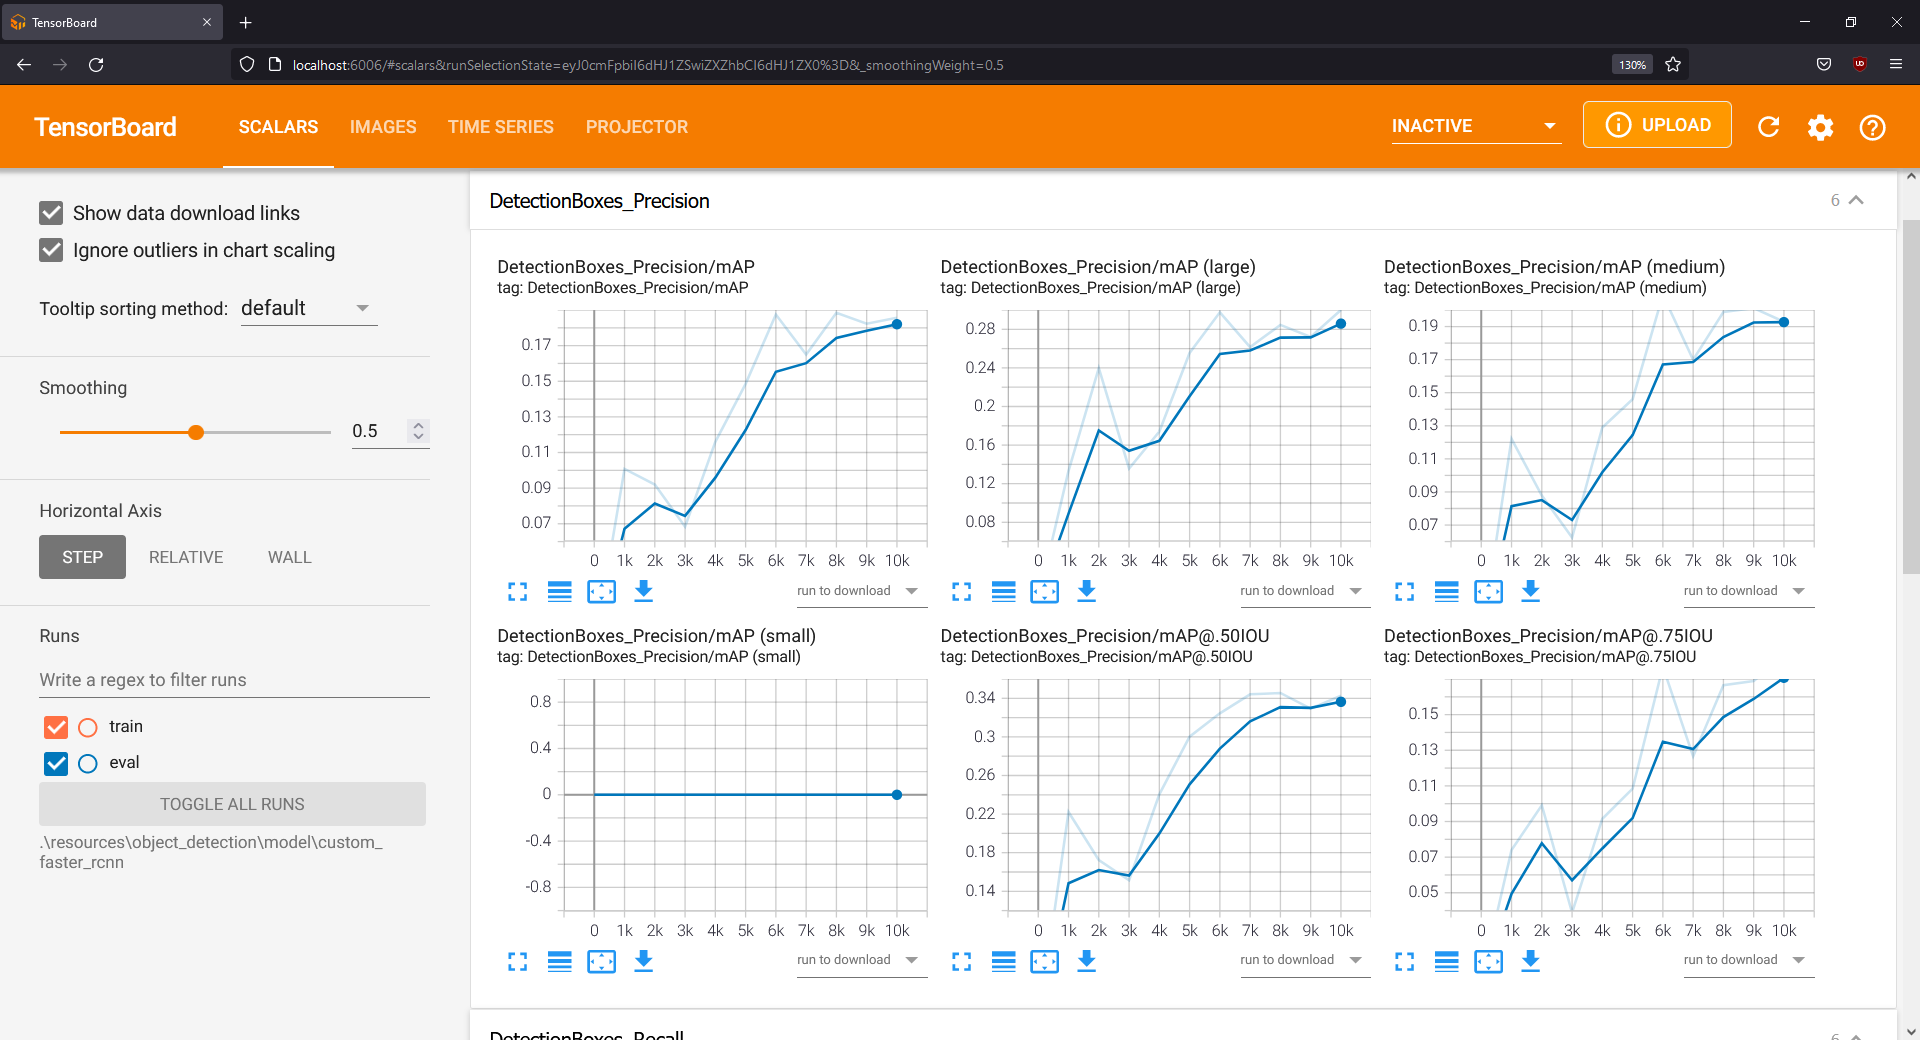 TensorBoard
localhost:6006/#scalars&runSelectionState=eyJ0cmFpbiI6dHJ1ZSwiZXZhbCI6dHJ1ZX0%3D&_smoothingWeight=0.5
130%
TensorBoard
SCALARS IMAGES TIME SERIES PROJECTOR
INACTIVE
UPLOAD
Show data download links
Ignore outliers in chart scaling
Tooltip sorting method: default
Smoothing
0.5
Horizontal Axis
STEP RELATIVE WALL
Runs
Write a regex to filter runs
train
eval
TOGGLE ALL RUNS
.\resources\object_detection\model\custom_
faster_rcnn
DetectionBoxes_Precision
6
DetectionBoxes_Precision/mAP
tag: DetectionBoxes_Precision/mAP
0.17
0.15
0.13
0.11
0.09
0.07
0 1k 2k 3k 4k 5k 6k 7k 8k 9k 10k
run to download
DetectionBoxes_Precision/mAP (large)
tag: DetectionBoxes_Precision/mAP (large)
0.28
0.24
0.2
0.16
0.12
0.08
0 1k 2k 3k 4k 5k 6k 7k 8k 9k 10k
run to download
DetectionBoxes_Precision/mAP (medium)
tag: DetectionBoxes_Precision/mAP (medium)
0.19
0.17
0.15
0.13
0.11
0.09
0.07
0 1k 2k 3k 4k 5k 6k 7k 8k 9k 10k
run to download
DetectionBoxes_Precision/mAP (small)
tag: DetectionBoxes_Precision/mAP (small)
0.8
0.4
0
-0.4
-0.8
0 1k 2k 3k 4k 5k 6k 7k 8k 9k 10k
run to download
DetectionBoxes_Precision/mAP@.50IOU
tag: DetectionBoxes_Precision/mAP@.50IOU
0.34
0.3
0.26
0.22
0.18
0.14
0 1k 2k 3k 4k 5k 6k 7k 8k 9k 10k
run to download
DetectionBoxes_Precision/mAP@.75IOU
tag: DetectionBoxes_Precision/mAP@.75IOU
0.15
0.13
0.11
0.09
0.07
0.05
0 1k 2k 3k 4k 5k 6k 7k 8k 9k 10k
run to download
DetectionBoxes_Recall
6